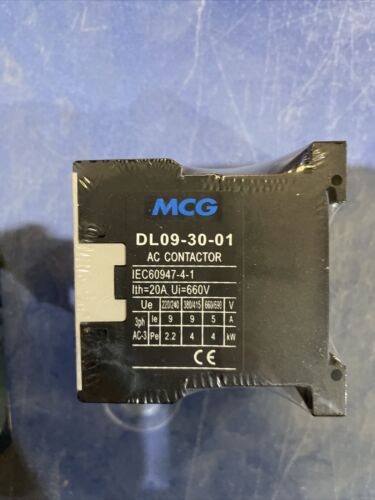 MCG
DL09-30-01
AC CONTACTOR
IEC60947-4-1
Ith=20A Ui=660V
Ue 220/240 380/415 660/690 V
3ph Ie 9 9 5 A
AC-3 Pe 2.2 4 4 kW
CE